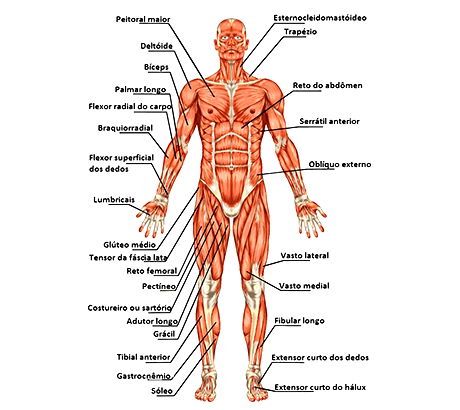 Peitoral maior
Deltóide
Bíceps
Palmar longo
Flexor radial do carpo
Braquiorradial
Flexor superficial
dos dedos
Lumbricais
Glúteo médio
Tensor da fáscia lata
Reto femoral
Pectíneo
Costureiro ou sartório
Adutor longo
Grácil
Tibial anterior
Gastrocnêmio
Sóleo
Esternocleidomastóideo
Trapézio
Reto do abdômen
Serrátil anterior
Oblíquo externo
Vasto lateral
Vasto medial
Fibular longo
Extensor curto dos dedos
Extensor curto do hálux